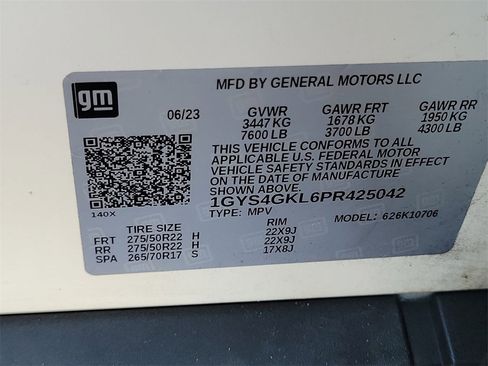 MFD BY GENERAL MOTORS LLC
gm
06/23 GVWR GAWR FRT GAWR RR
3447 KG 1678 KG 1950 KG
7600 LB 3700 LB 4300 LB
THIS VEHICLE CONFORMS TO ALL
APPLICABLE U.S. FEDERAL MOTOR
VEHICLE SAFETY STANDARDS IN EFFECT
ON THE DATE OF MANUFACTURE
SHOWN ABOVE.
1GYS4GKL6PR425042
140X TYPE: MPV MODEL: 626K10706
TIRE SIZE RIM
FRT 275/50R22 H 22X9J
RR 275/50R22 H 22X9J
SPA 265/70R17 S 17X8J